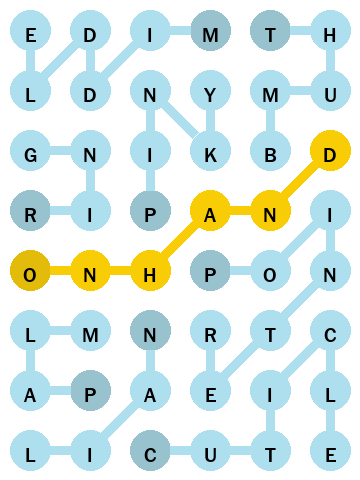 E D I M T H
L D N Y M U
G N I K B D
R I P A N I
O N H P O N
L M N R T C
A P A E I L
L I C U T E